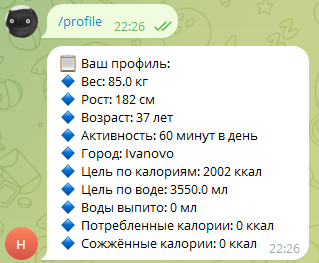 /profile
22:26
Ваш профиль:
Вес: 85.0 кг
Рост: 182 см
Возраст: 37 лет
Активность: 60 минут в день
Город: Ivanovo
Цель по калориям: 2002 ккал
Цель по воде: 3550.0 мл
Воды выпито: 0 мл
Потребленные калории: 0 ккал
Сожжённые калории: 0 ккал
22:26
Н